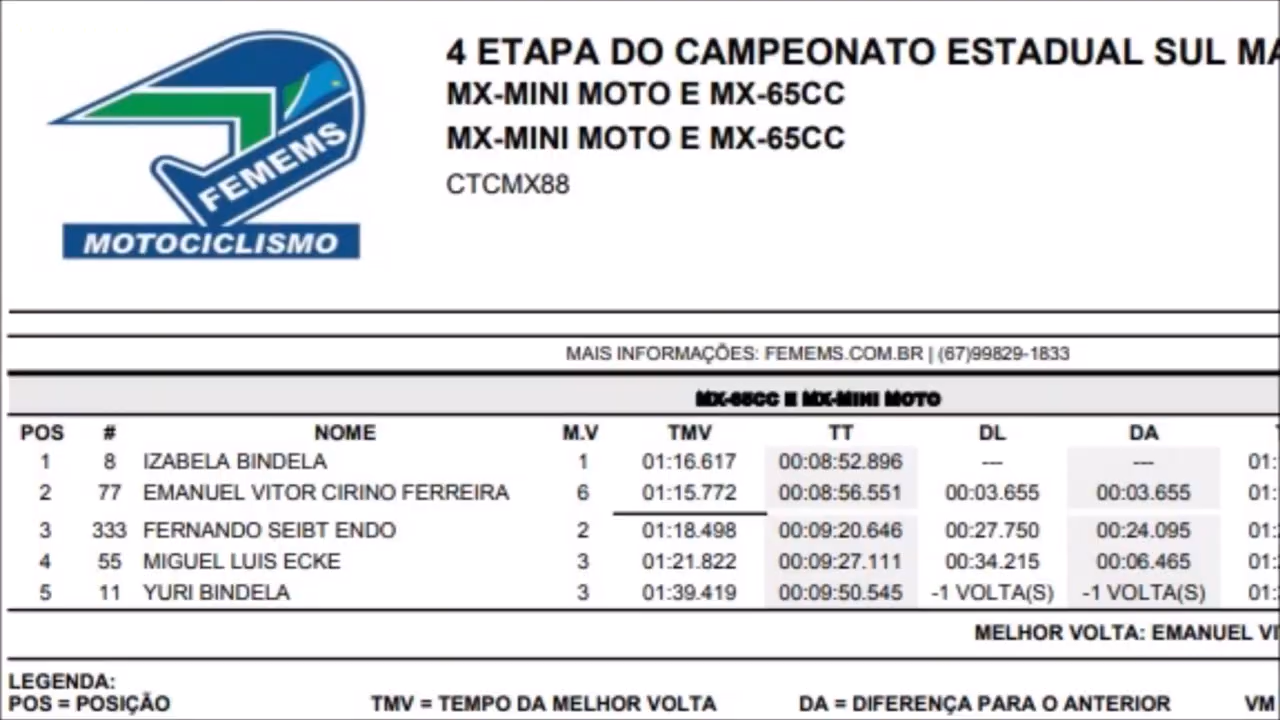 FEMEMS
MOTOCICLISMO
4 ETAPA DO CAMPEONATO ESTADUAL SUL MA
MX-MINI MOTO E MX-65CC
MX-MINI MOTO E MX-65CC
CTCMX88
MAIS INFORMAÇÕES: FEMEMS.COM.BR | (67)99829-1833
MX-65CC E MX-MINI MOTO
POS # NOME M.V TMV TT DL DA T
1 8 IZABELA BINDELA 1 01:16.617 00:08:52.896 --- --- 01:
2 77 EMANUEL VITOR CIRINO FERREIRA 6 01:15.772 00:08:56.551 00:03.655 00:03.655 01:
3 333 FERNANDO SEIBT ENDO 2 01:18.498 00:09:20.646 00:27.750 00:24.095 01:
4 55 MIGUEL LUIS ECKE 3 01:21.822 00:09:27.111 00:34.215 00:06.465 01:
5 11 YURI BINDELA 3 01:39.419 00:09:50.545 -1 VOLTA(S) -1 VOLTA(S) 01:
MELHOR VOLTA: EMANUEL VI
LEGENDA:
POS = POSIÇÃO TMV = TEMPO DA MELHOR VOLTA DA = DIFERENÇA PARA O ANTERIOR VM